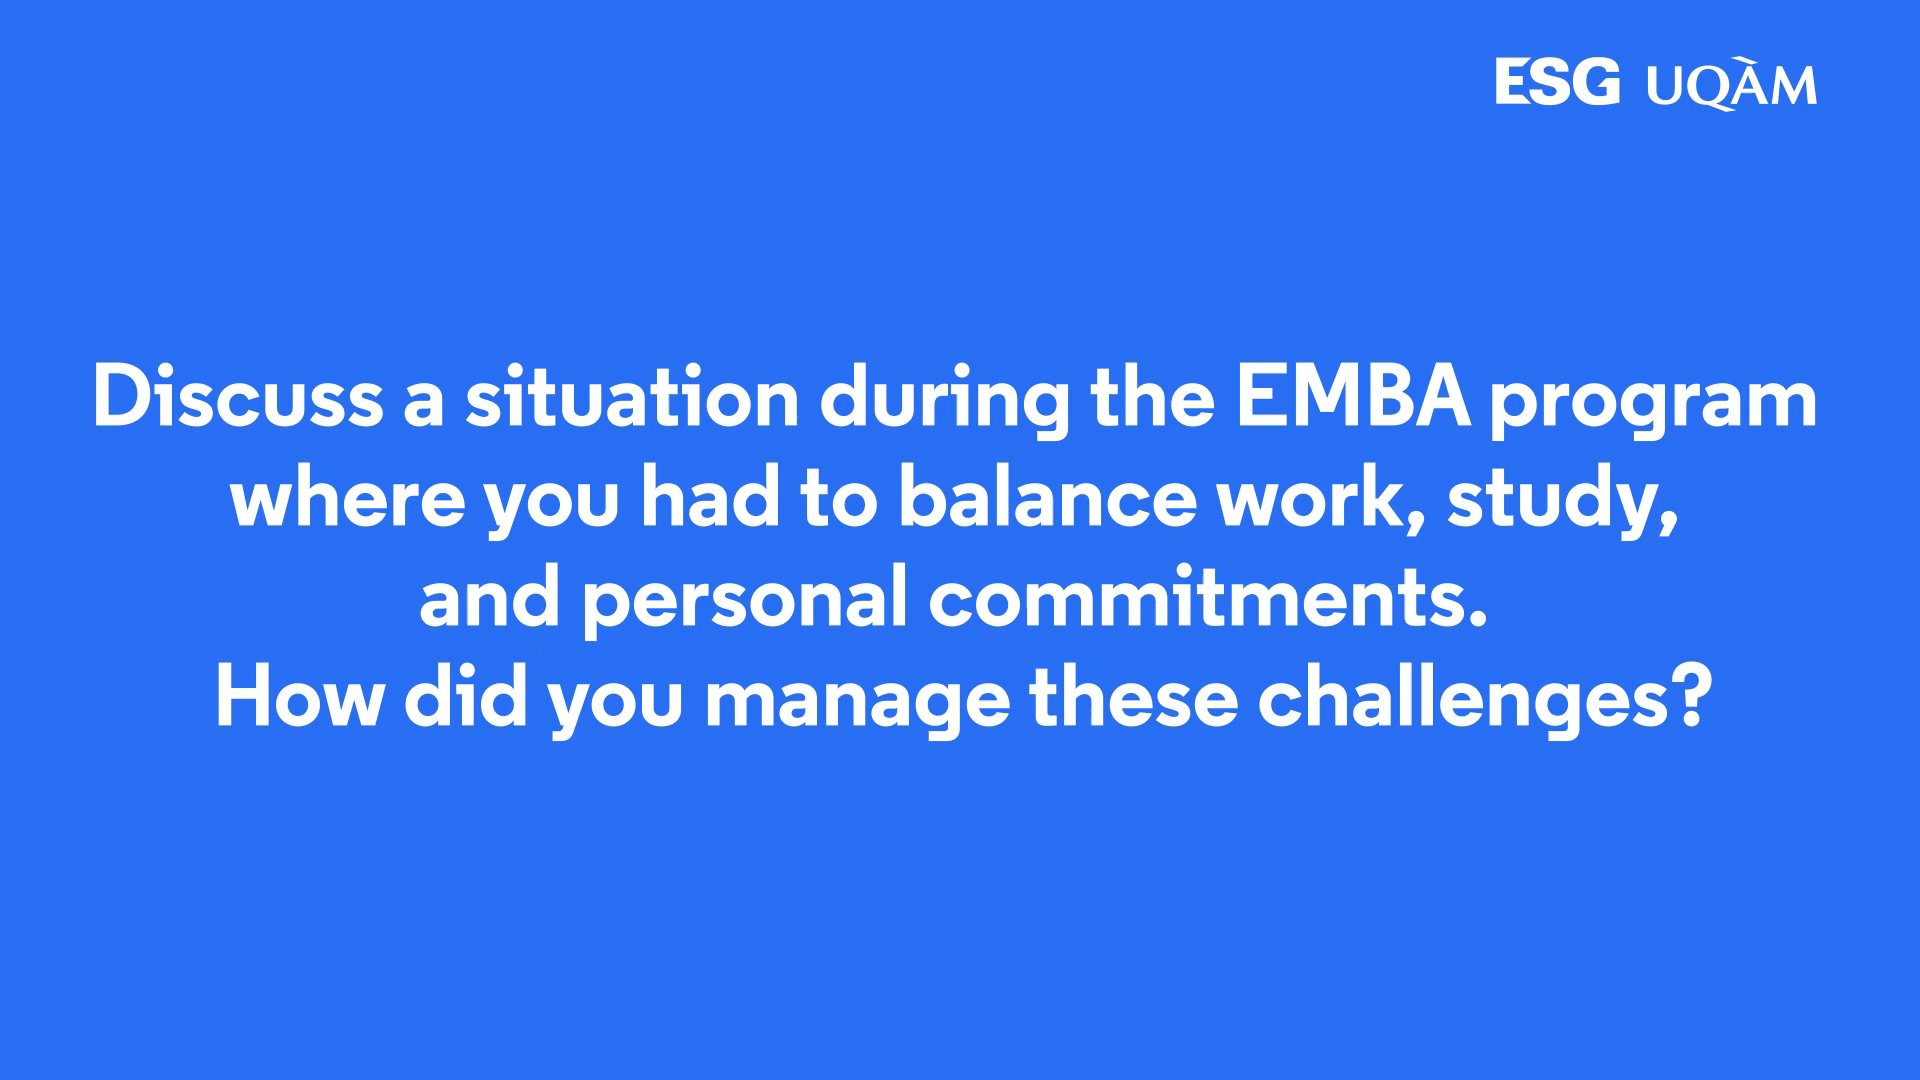 ESG UQÀM
Discuss a situation during the EMBA program
where you had to balance work, study,
and personal commitments.
How did you manage these challenges?